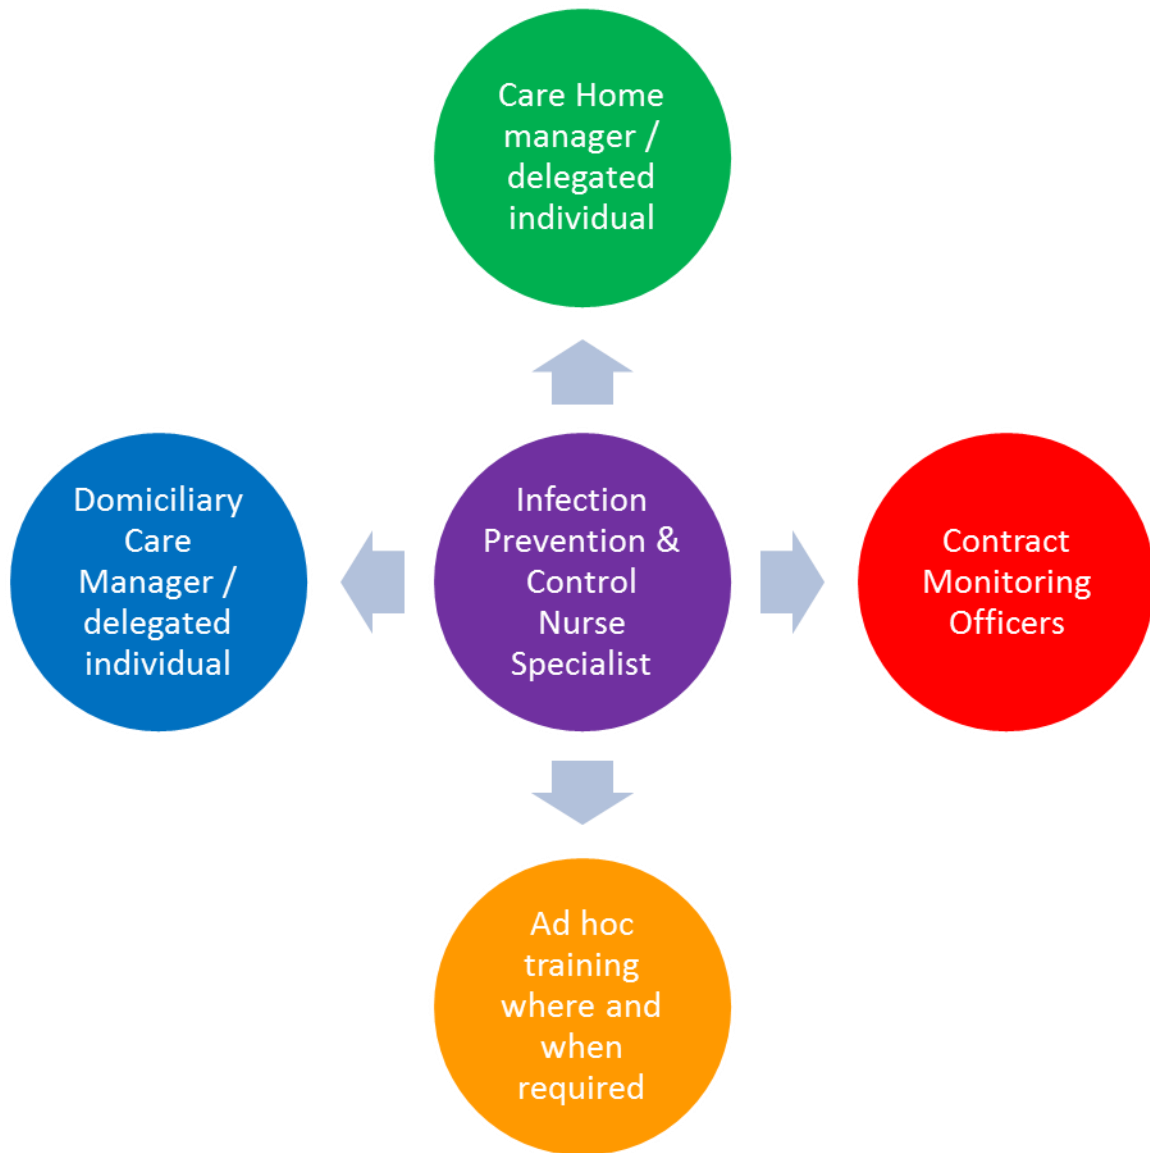 Care Home
manager /
delegated
individual
Domiciliary
Care
Manager /
delegated
individual
Infection
Prevention &
Control
Nurse
Specialist
Contract
Monitoring
Officers
Ad hoc
training
where and
when
required